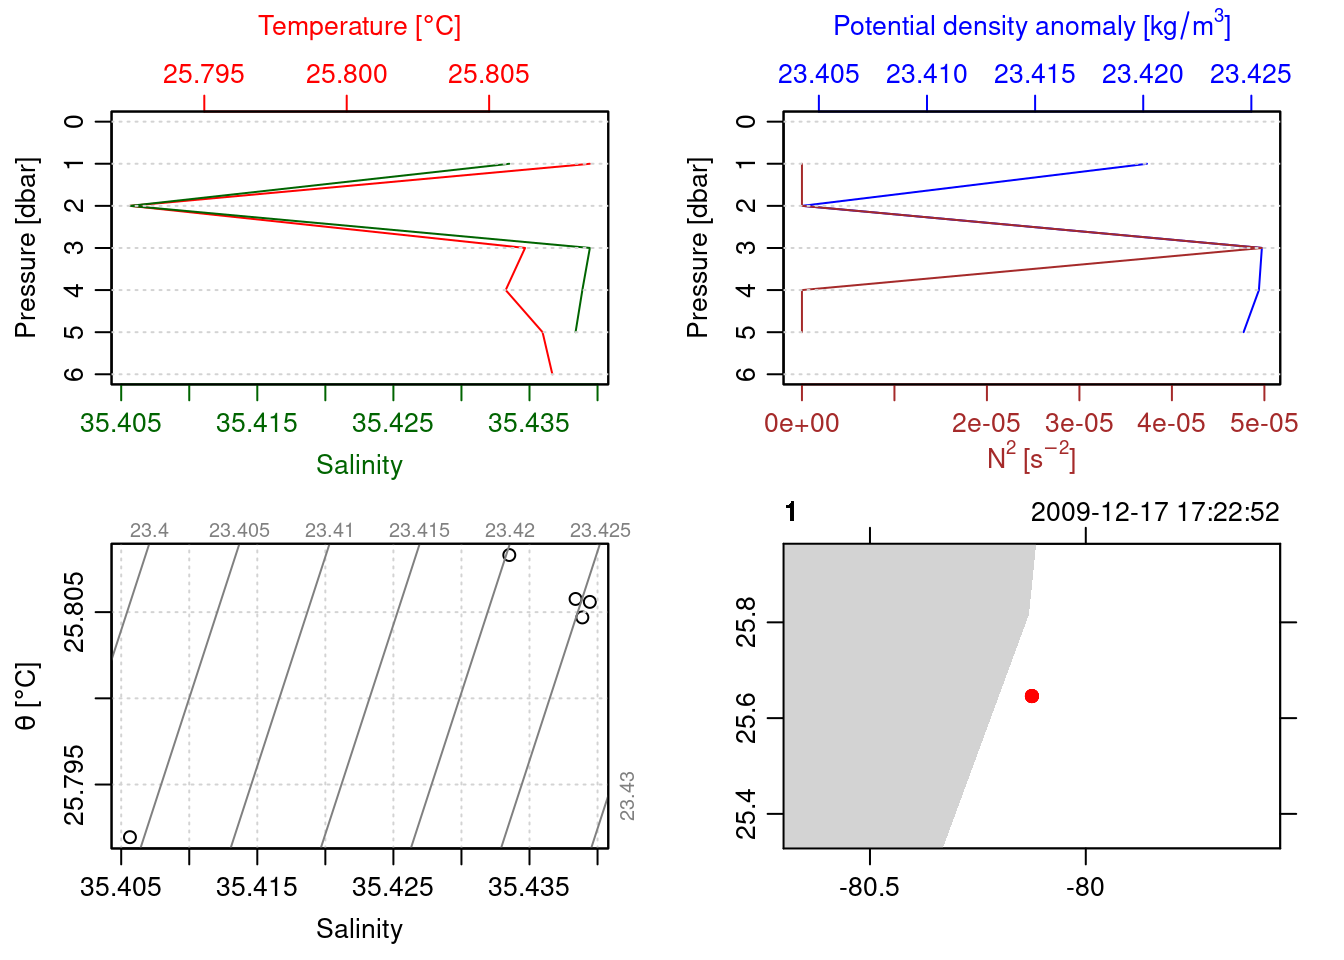 Temperature [°C]
25.795 25.800 25.805
0
1
2
3
4
5
6
Pressure [dbar]
35.405 35.415 35.425 35.435
Salinity
Potential density anomaly [kg/m³]
23.405 23.410 23.415 23.420 23.425
0
1
2
3
4
5
6
Pressure [dbar]
0e+00 2e-05 3e-05 4e-05 5e-05
N² [s⁻²]
23.4 23.405 23.41 23.415 23.42 23.425
25.805
25.795
θ [°C]
23.43
35.405 35.415 35.425 35.435
Salinity
1 2009-12-17 17:22:52
25.8
25.6
25.4
-80.5 -80